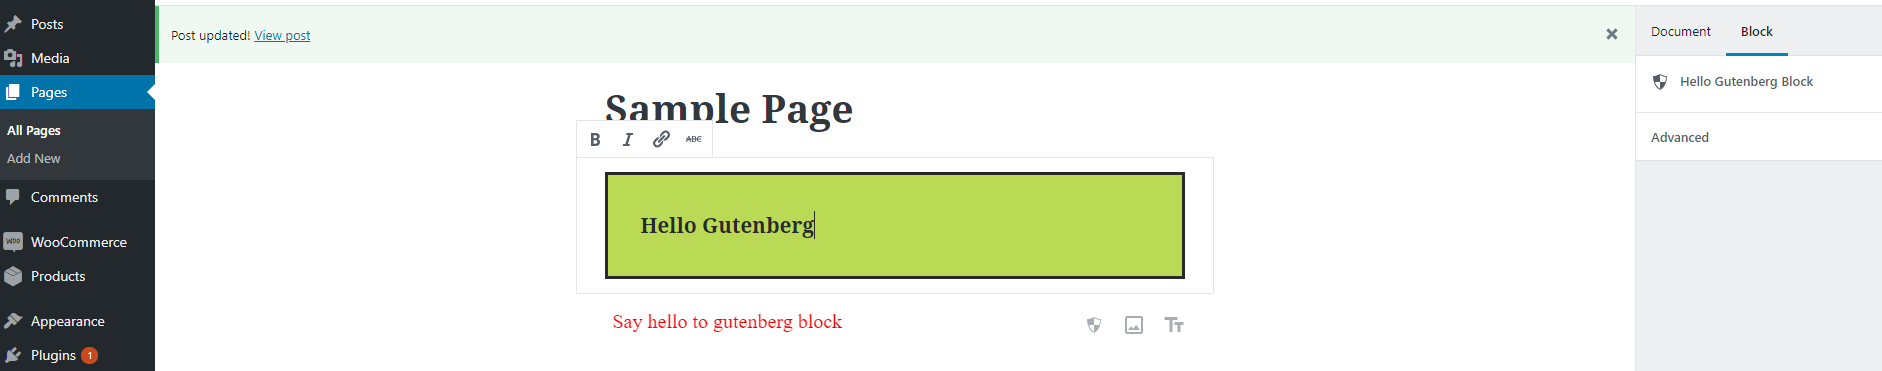 Posts
Media
Pages
All Pages
Add New
Comments
WOO
WooCommerce
Products
Appearance
Plugins 1
Post updated! View post
Sample Page
B I ABC
Hello Gutenberg
Say hello to gutenberg block
Document Block
Hello Gutenberg Block
Advanced